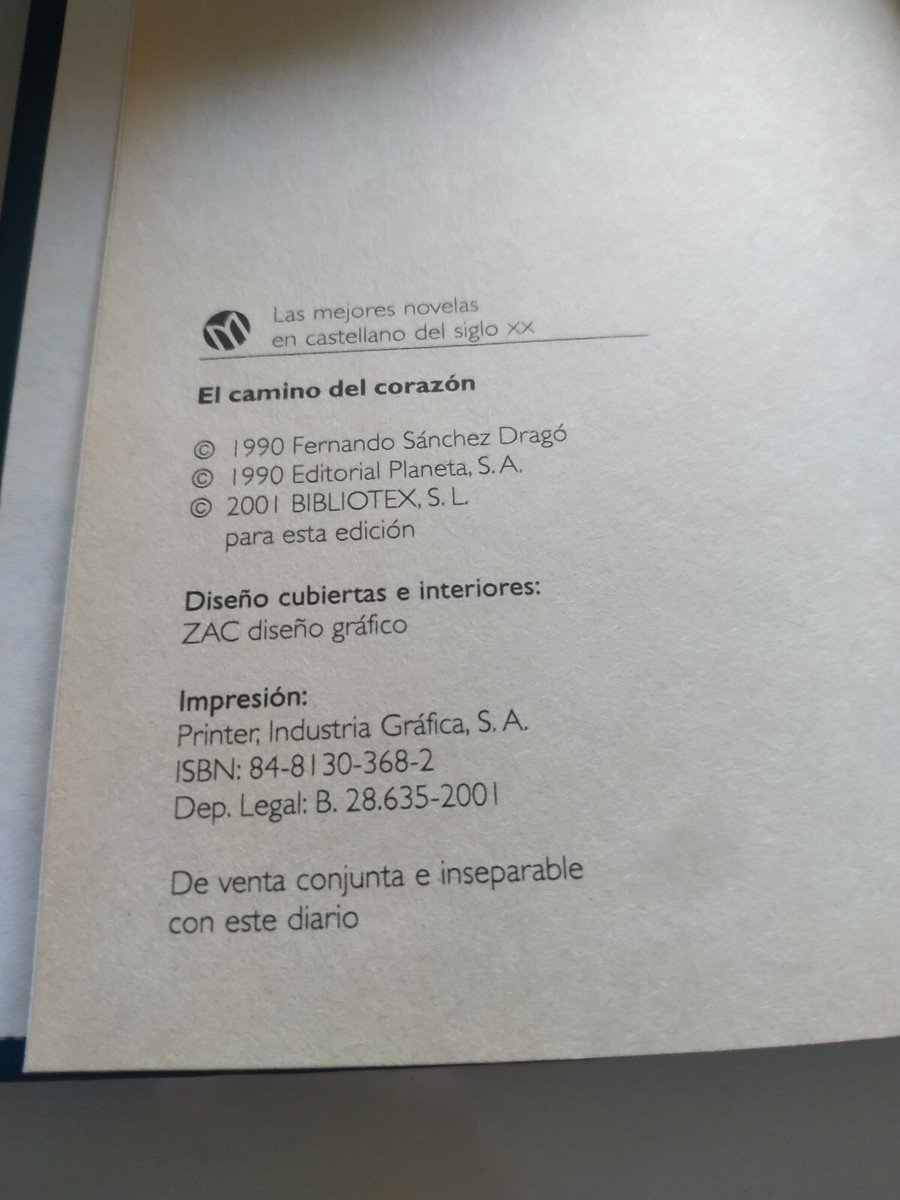 Las mejores novelas
en castellano del siglo XX
El camino del corazón
© 1990 Fernando Sánchez Dragó
© 1990 Editorial Planeta, S. A.
© 2001 BIBLIOTEX, S. L.
para esta edición
Diseño cubiertas e interiores:
ZAC diseño gráfico
Impresión:
Printer, Industria Gráfica, S. A.
ISBN: 84-8130-368-2
Dep. Legal: B. 28.635-2001
De venta conjunta e inseparable
con este diario